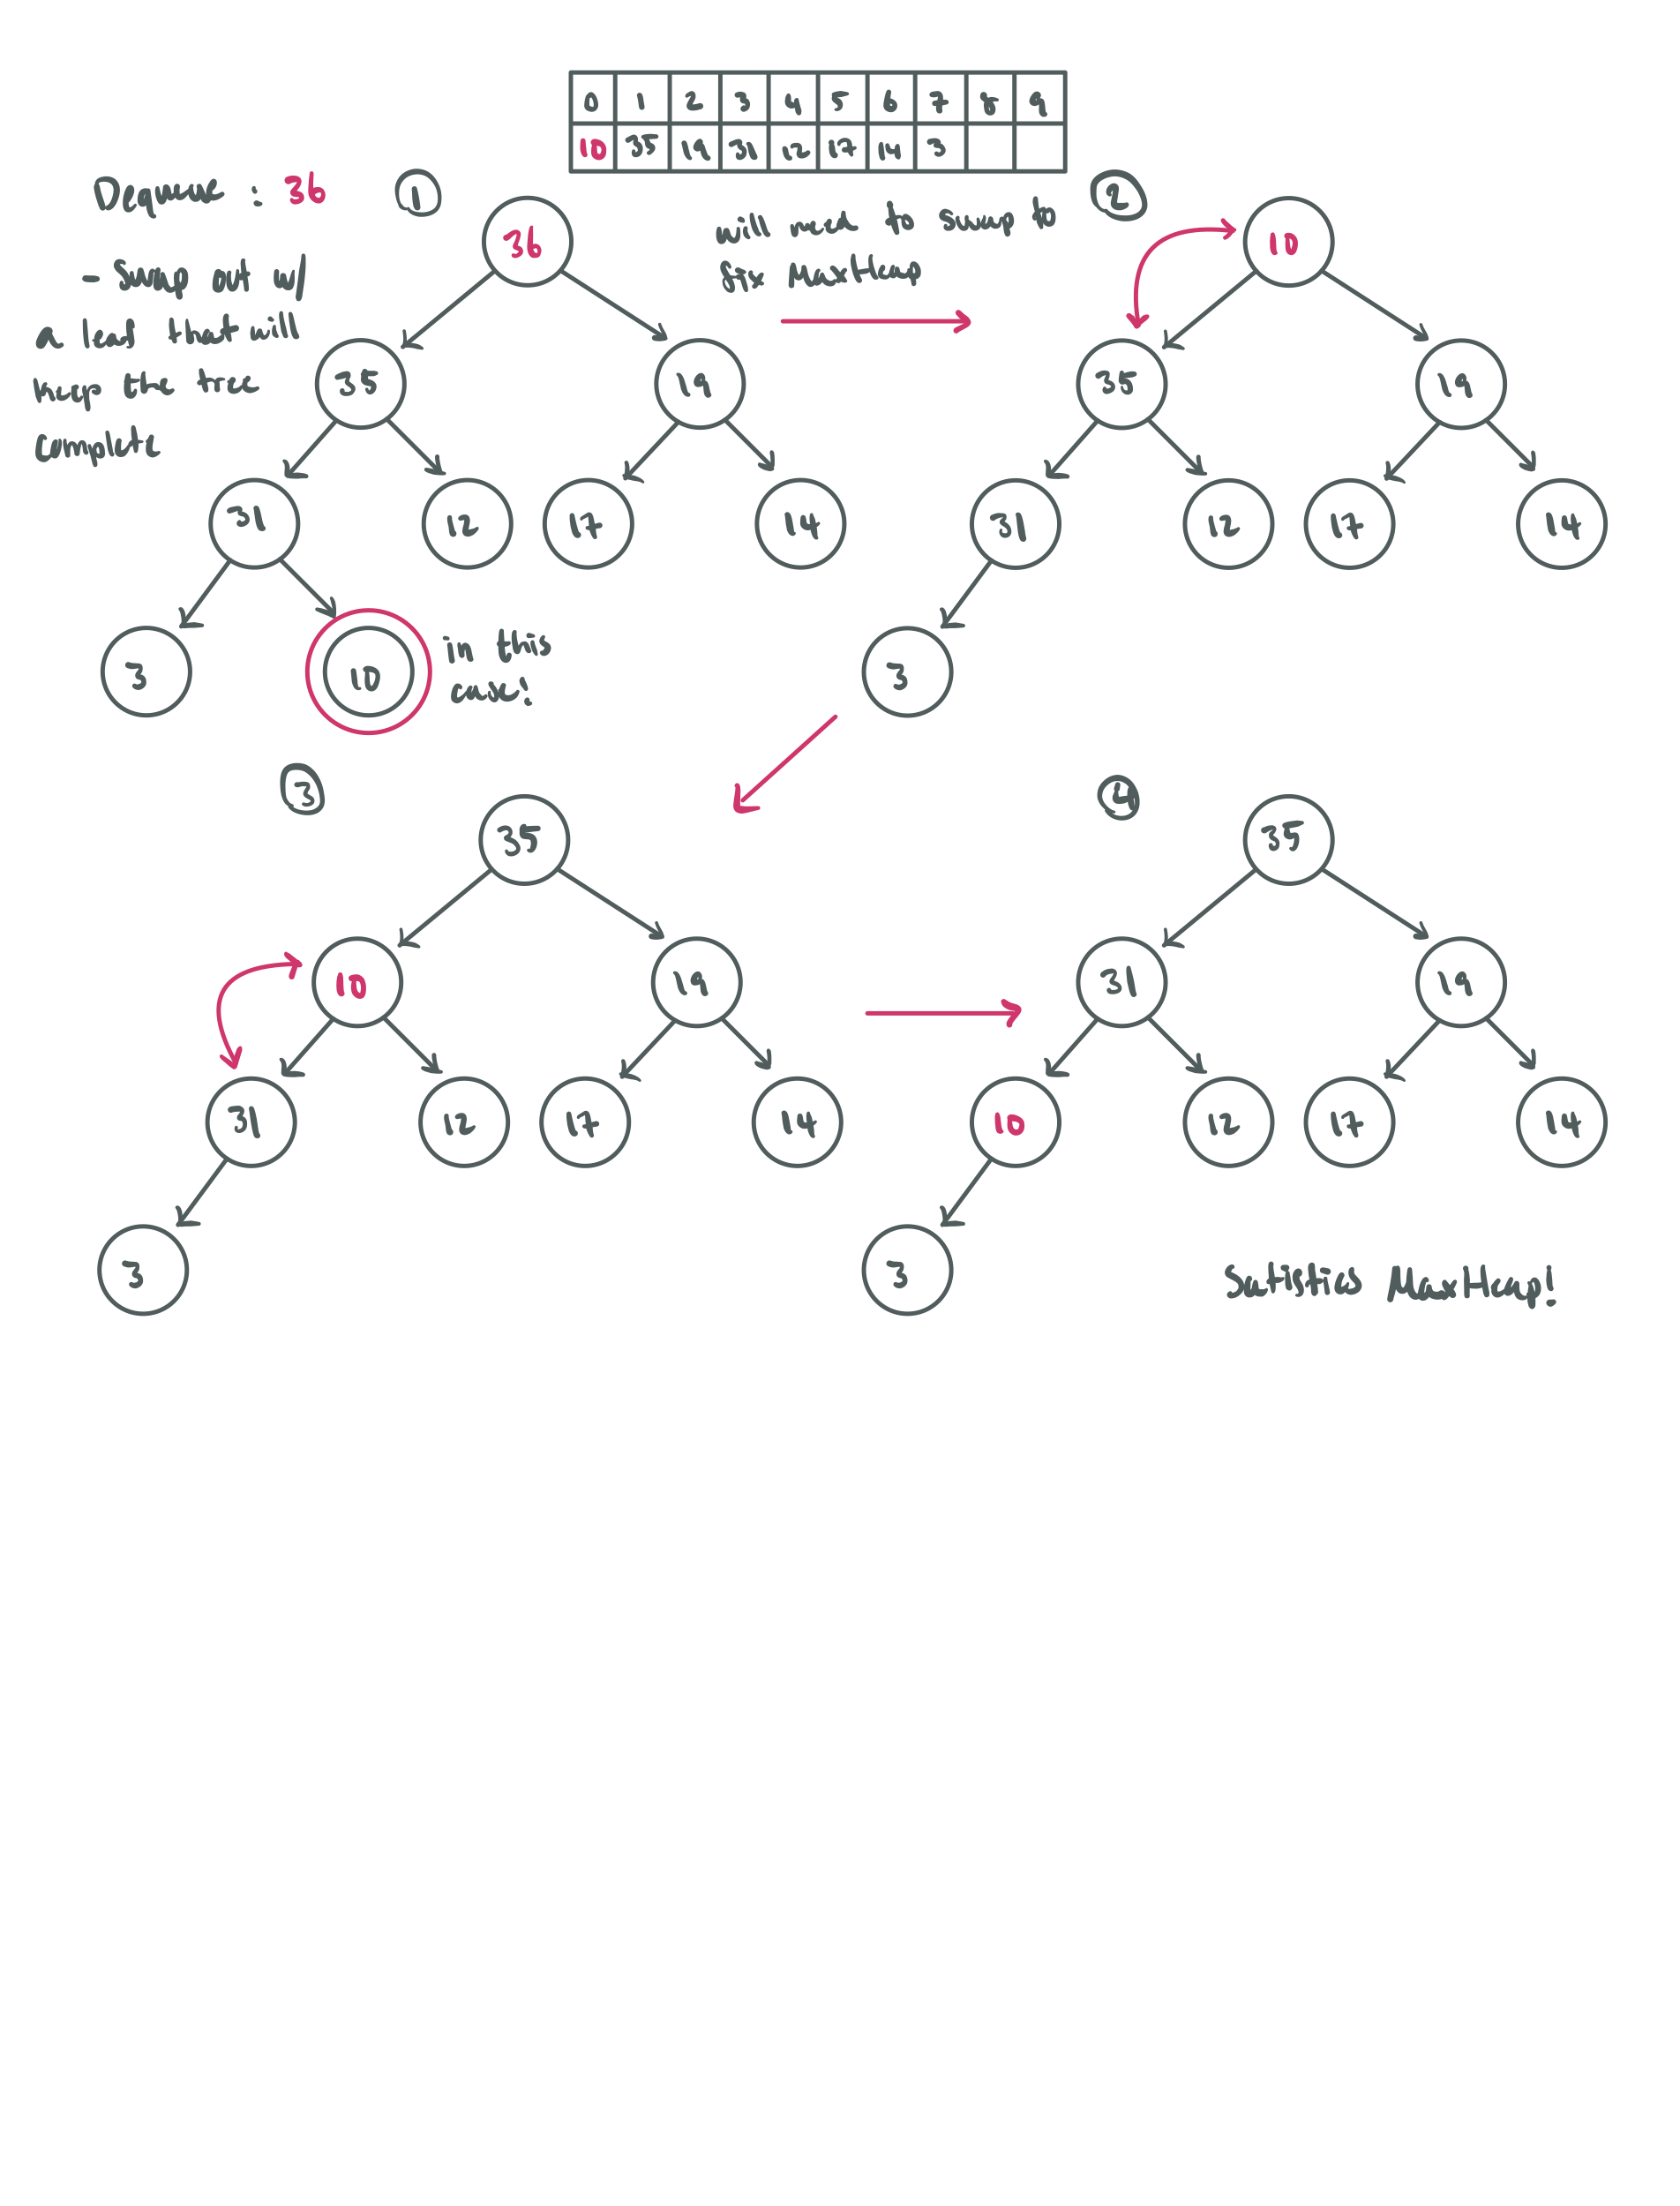 0 1 2 3 4 5 6 7 8 9
10 35 19 31 12 17 14 3
Dequeue : 36
- Swap out w/
a leaf that will
keep the tree
complete
1
36
35 19
31 12 17 14
3 10
in this
case!
will need to swap to
fix MaxHeap
2
10
35 19
31 12 17 14
3
3
35
10 19
31 12 17 14
3
4
35
31 19
10 12 17 14
3
Satisfies MaxHeap!